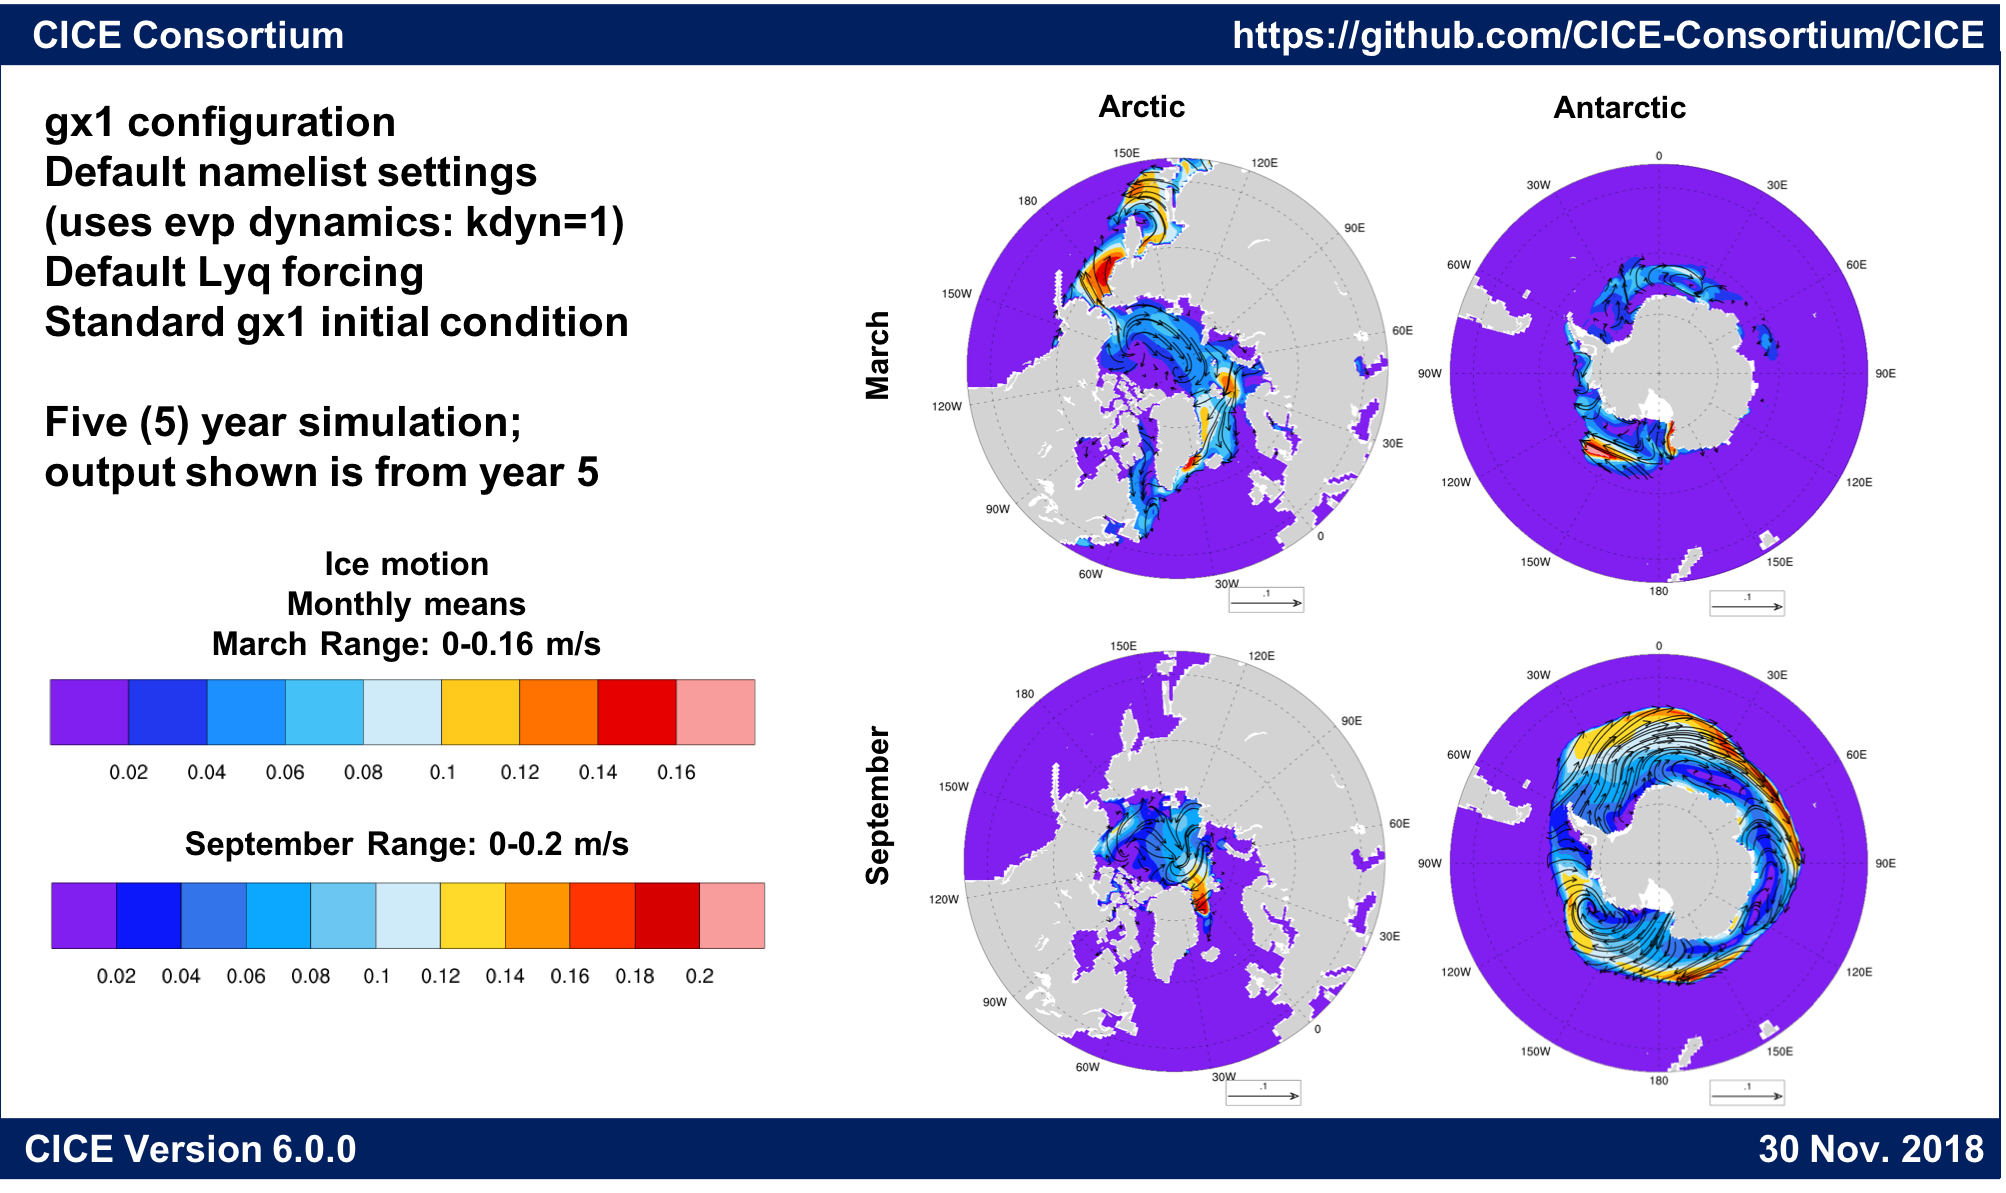 CICE Consortium
https://github.com/CICE-Consortium/CICE
gx1 configuration
Default namelist settings
(uses evp dynamics: kdyn=1)
Default Lyq forcing
Standard gx1 initial condition
Five (5) year simulation;
output shown is from year 5
Ice motion
Monthly means
March Range: 0-0.16 m/s
0.02 0.04 0.06 0.08 0.1 0.12 0.14 0.16
September Range: 0-0.2 m/s
0.02 0.04 0.06 0.08 0.1 0.12 0.14 0.16 0.18 0.2
Arctic
Antarctic
March
150E
120E
180
90E
150W
60E
120W
30E
90W
0
60W
30W
.1
0
30W
30E
60W
60E
90W
90E
120W
120E
150W
150E
180
.1
September
150E
120E
180
90E
150W
60E
120W
30E
90W
0
60W
30W
.1
0
30W
30E
60W
60E
90W
90E
120W
120E
150W
150E
180
.1
CICE Version 6.0.0
30 Nov. 2018